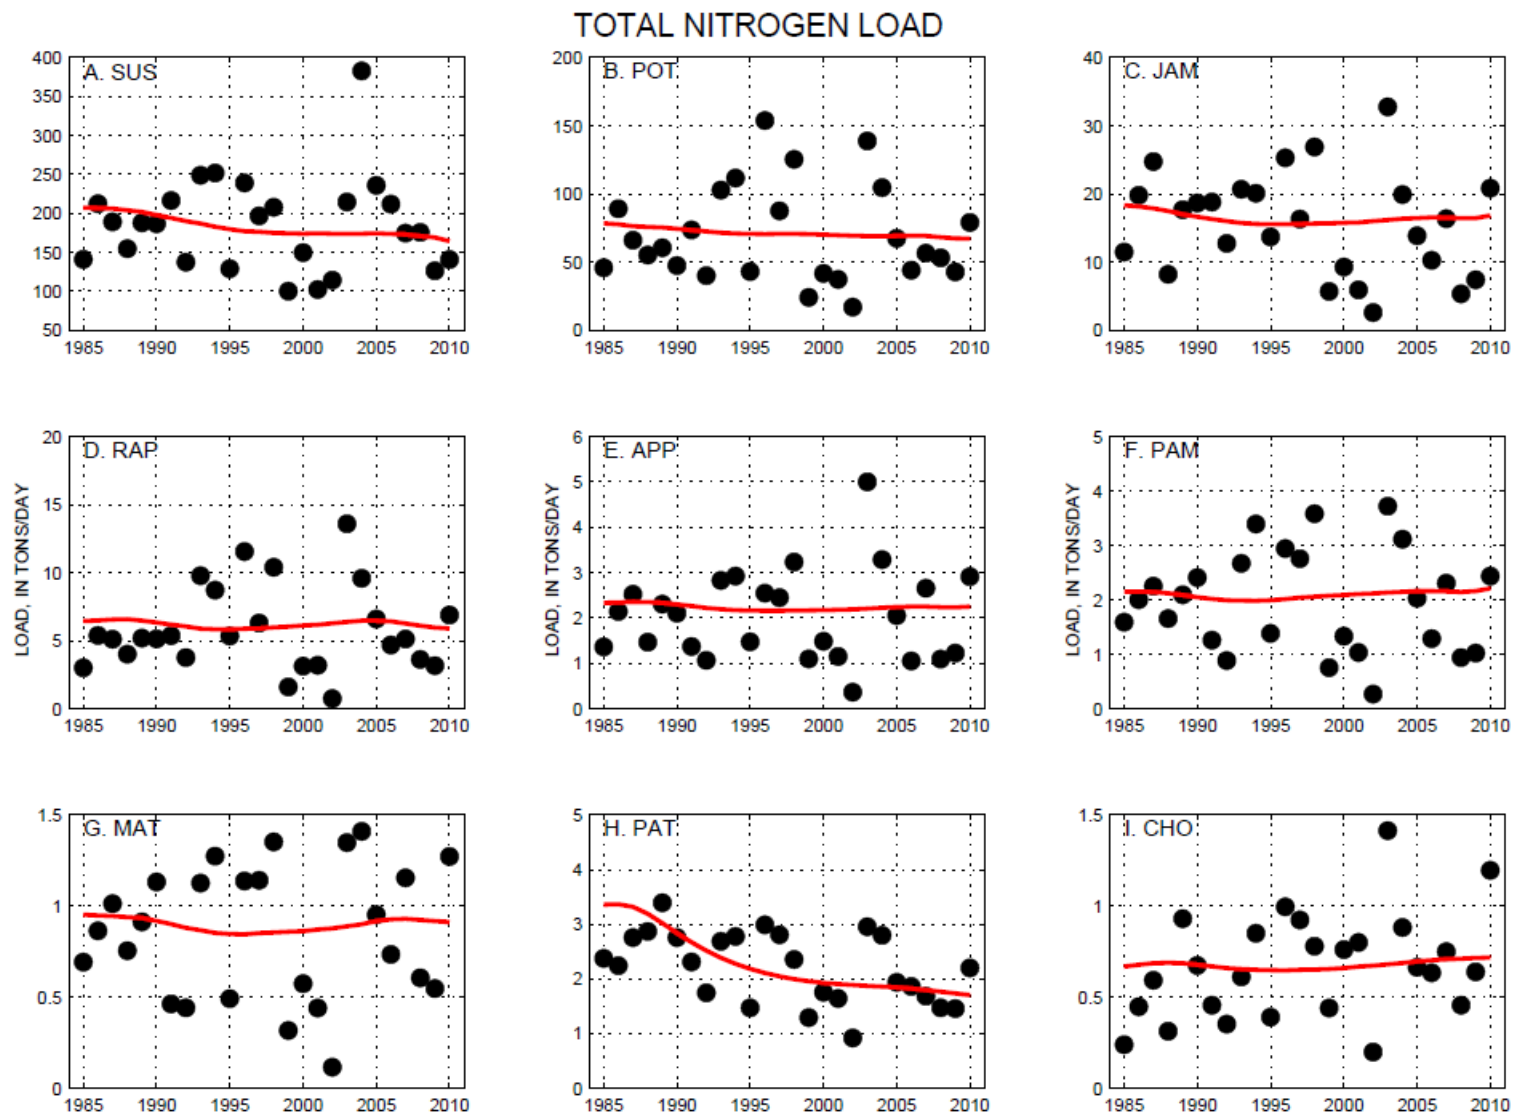 TOTAL NITROGEN LOAD
A. SUS
400
350
300
250
200
150
100
50
1985 1990 1995 2000 2005 2010
B. POT
200
150
100
50
0
1985 1990 1995 2000 2005 2010
C. JAM
40
30
20
10
0
1985 1990 1995 2000 2005 2010
D. RAP
LOAD, IN TONS/DAY
20
15
10
5
0
1985 1990 1995 2000 2005 2010
E. APP
LOAD, IN TONS/DAY
6
5
4
3
2
1
0
1985 1990 1995 2000 2005 2010
F. PAM
LOAD, IN TONS/DAY
5
4
3
2
1
0
1985 1990 1995 2000 2005 2010
G. MAT
1.5
1
0.5
0
1985 1990 1995 2000 2005 2010
H. PAT
5
4
3
2
1
0
1985 1990 1995 2000 2005 2010
I. CHO
1.5
1
0.5
0
1985 1990 1995 2000 2005 2010